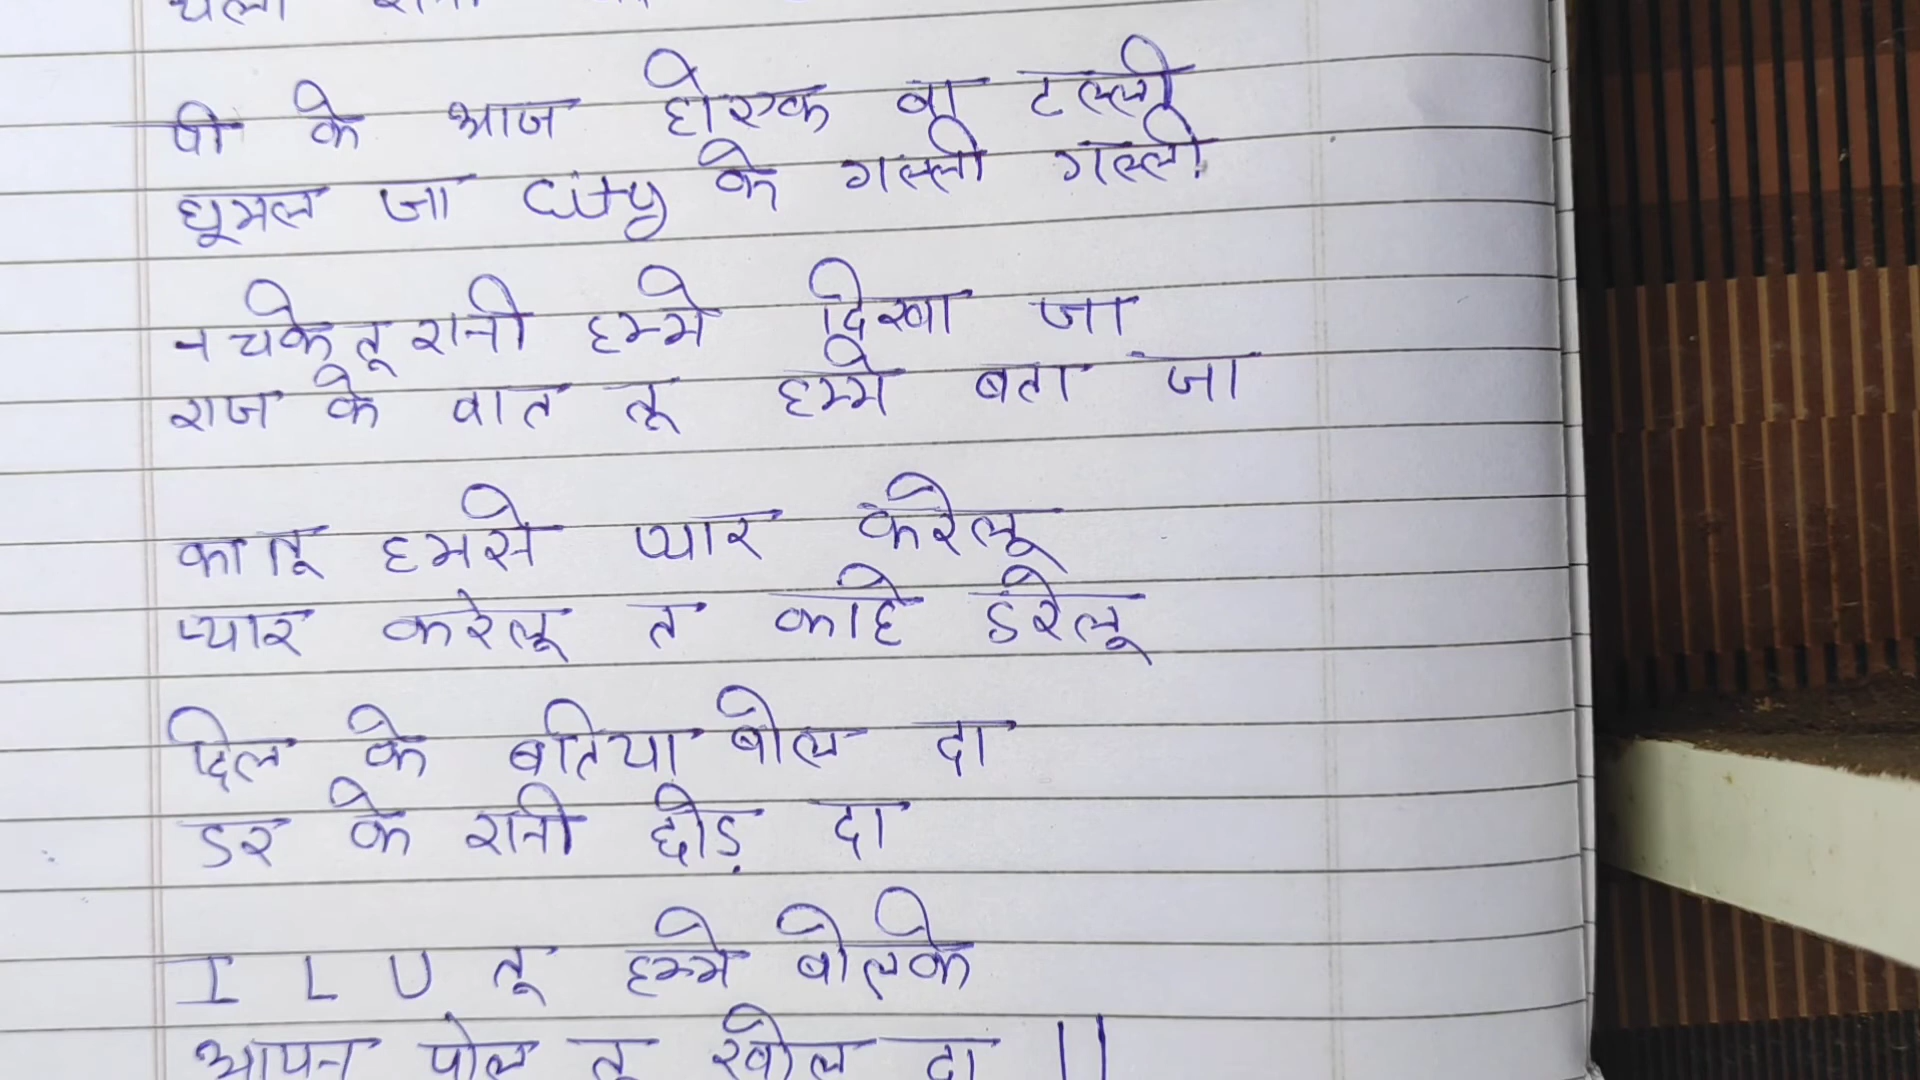 पी के आज होएक बा टल्ली
घूमल जा city के गल्ली गल्ली
नचके तू रानी हम्मे दिखा जा
राज के बात तू हम्मे बता जा
का तू हमसे प्यार करेलू
प्यार करेलू त काहे डरेलू
दिल के बतिया बोल दा
डर के रानी छोड़ दा
I L U तू हम्मे बोलके
आपन पोल तू खोल दा ||